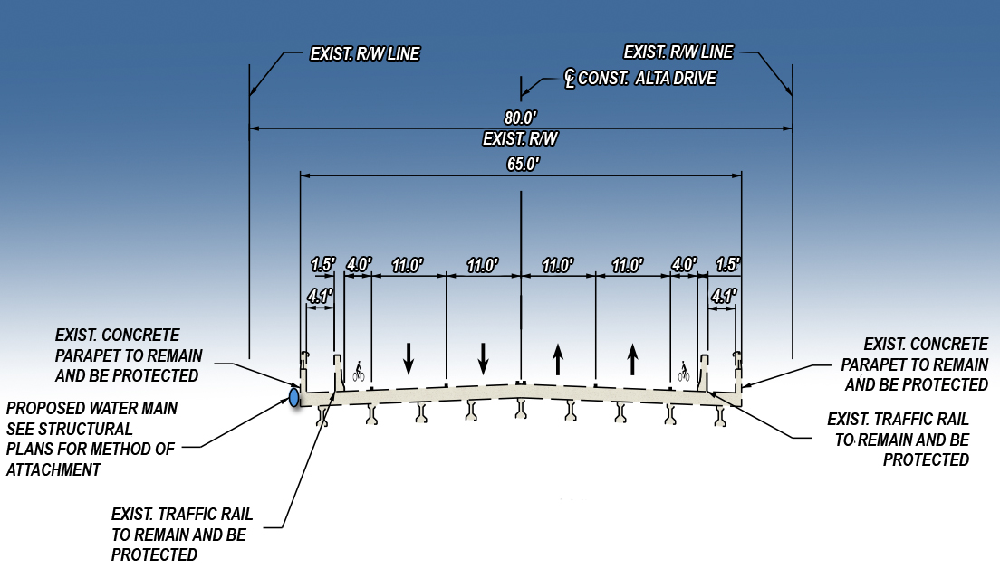 EXIST. R/W LINE
EXIST. R/W LINE
℄ CONST. ALTA DRIVE
80.0'
EXIST. R/W
65.0'
1.5' 4.0' 11.0' 11.0' 11.0' 11.0' 4.0' 1.5'
4.1' 4.1'
EXIST. CONCRETE
PARAPET TO REMAIN
AND BE PROTECTED
PROPOSED WATER MAIN
SEE STRUCTURAL
PLANS FOR METHOD OF
ATTACHMENT
EXIST. TRAFFIC RAIL
TO REMAIN AND BE
PROTECTED
EXIST. CONCRETE
PARAPET TO REMAIN
AND BE PROTECTED
EXIST. TRAFFIC RAIL
TO REMAIN AND BE
PROTECTED